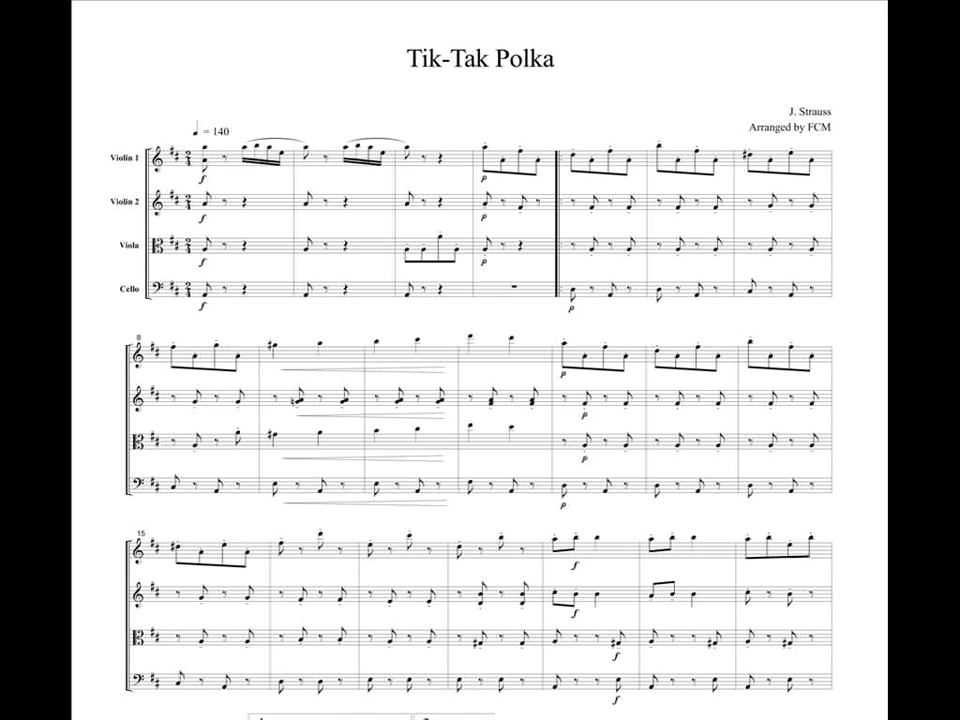 Tik-Tak Polka
J. Strauss
Arranged by FCM
= 140
Violin 1
f
p
Violin 2
f
p
Viola
f
p
Cello
f
p
8
p
p
p
p
15
f
f
f
f